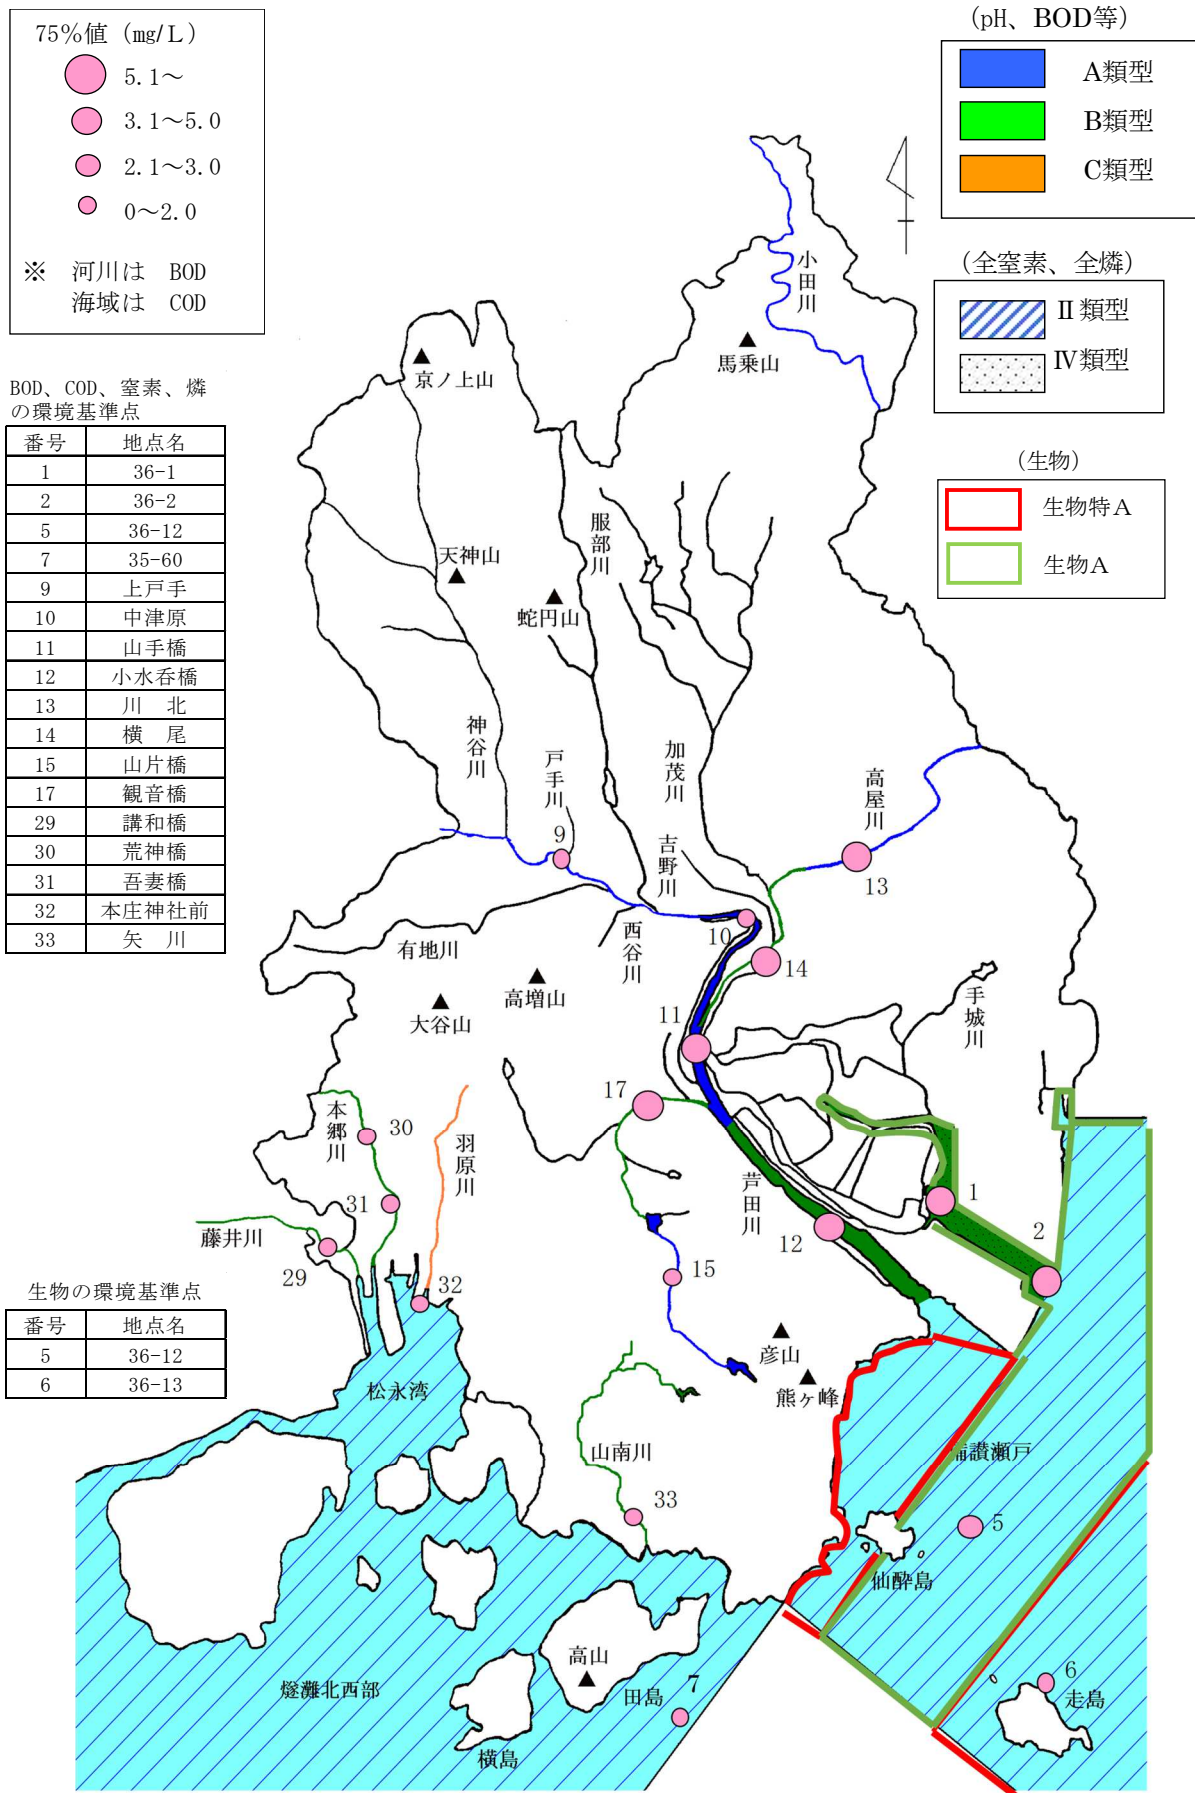 75%値 (mg/L)
5.1～
3.1～5.0
2.1～3.0
0～2.0
※ 河川は BOD
海域は COD
(pH、BOD等)
A類型
B類型
C類型
(全窒素、全燐)
Ⅱ類型
Ⅳ類型
(生物)
生物特A
生物A
BOD、COD、窒素、燐
の環境基準点
番号 地点名
1 36-1
2 36-2
5 36-12
7 35-60
9 上戸手
10 中津原
11 山手橋
12 小水呑橋
13 川 北
14 横 尾
15 山片橋
17 観音橋
29 講和橋
30 荒神橋
31 吾妻橋
32 本庄神社前
33 矢 川
生物の環境基準点
番号 地点名
5 36-12
6 36-13
小田川
馬乗山
京ノ上山
服部川
天神山
蛇円山
神谷川
戸手川
加茂川
吉野川
高屋川
9
13
10
14
有地川
西谷川
高増山
大谷山
11
手城川
17
本郷川
30
羽原川
31
芦田川
1
2
12
藤井川
29
32
15
彦山
熊ヶ峰
松永湾
山南川
33
備讃瀬戸
5
仙酔島
高山
田島
7
6
走島
燧灘北西部
横島